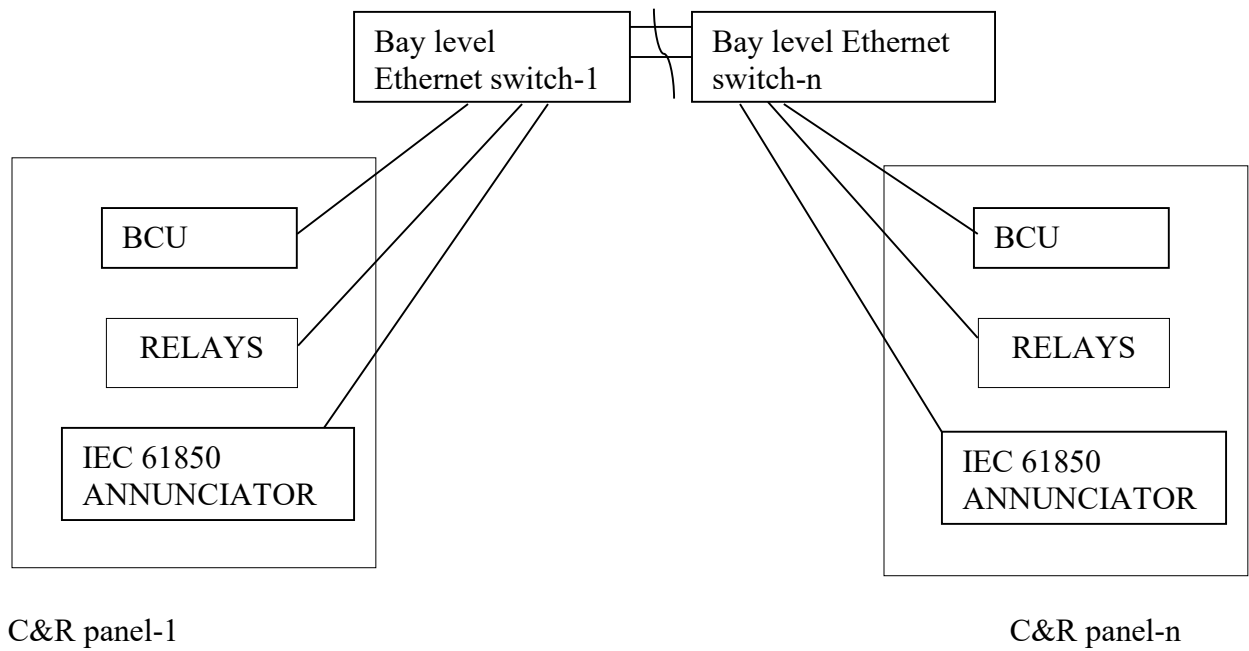 Bay level
Ethernet switch-1
Bay level Ethernet
switch-n
BCU
RELAYS
IEC 61850
ANNUNCIATOR
BCU
RELAYS
IEC 61850
ANNUNCIATOR
C&R panel-1
C&R panel-n